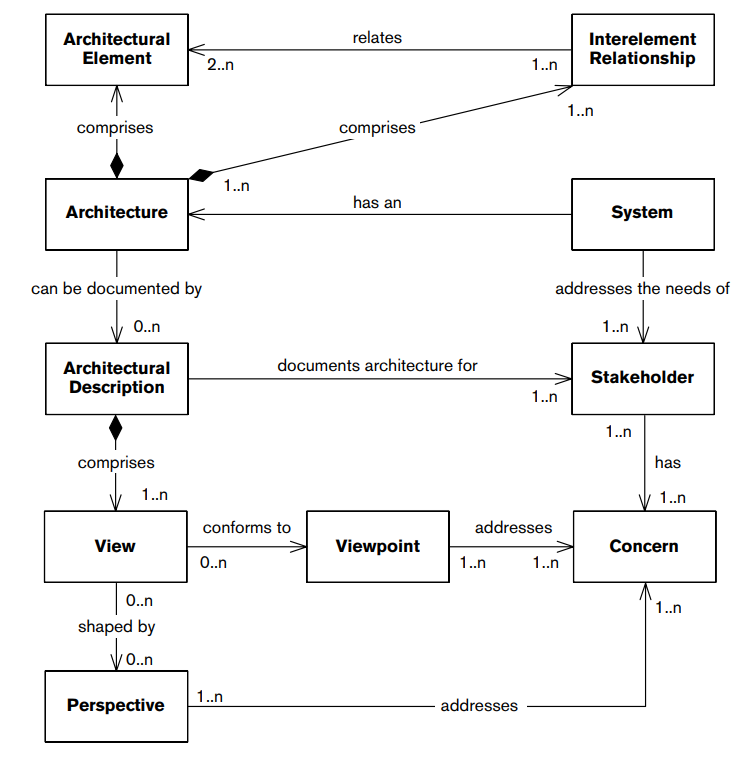 Architectural
Element
relates
2..n
1..n
Interelement
Relationship
comprises
comprises
1..n
1..n
Architecture
has an
System
can be documented by
0..n
addresses the needs of
1..n
Architectural
Description
documents architecture for
1..n
Stakeholder
comprises
1..n
1..n
has
1..n
View
conforms to
0..n
Viewpoint
addresses
1..n
1..n
Concern
0..n
shaped by
0..n
1..n
Perspective
1..n
addresses